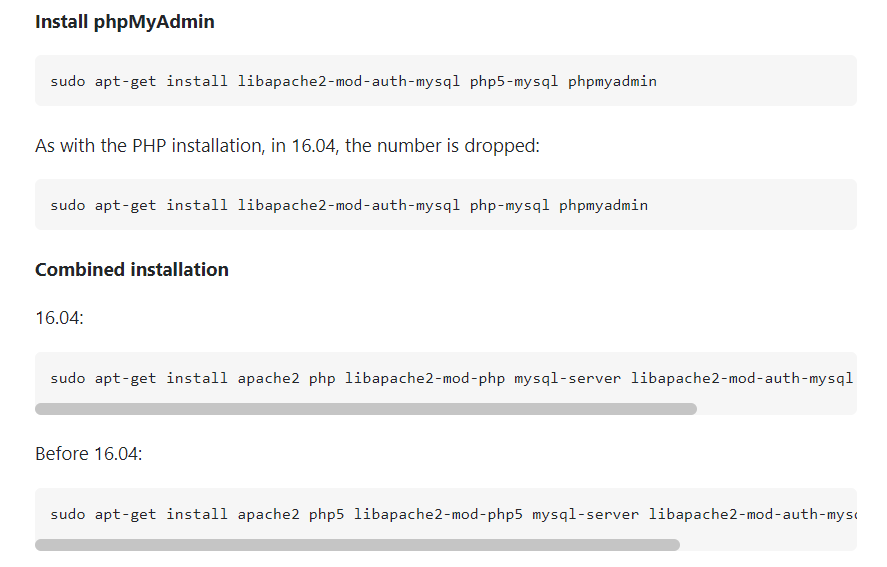 Install phpMyAdmin
sudo apt-get install libapache2-mod-auth-mysql php5-mysql phpmyadmin
As with the PHP installation, in 16.04, the number is dropped:
sudo apt-get install libapache2-mod-auth-mysql php-mysql phpmyadmin
Combined installation
16.04:
sudo apt-get install apache2 php libapache2-mod-php mysql-server libapache2-mod-auth-mysql
Before 16.04:
sudo apt-get install apache2 php5 libapache2-mod-php5 mysql-server libapache2-mod-auth-mys